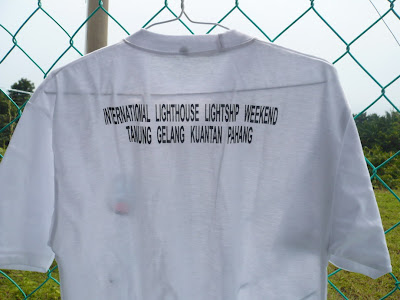 INTERNATIONAL LIGHTHOUSE LIGHTSHIP WEEKEND
TANJUNG GELANG KUANTAN PAHANG